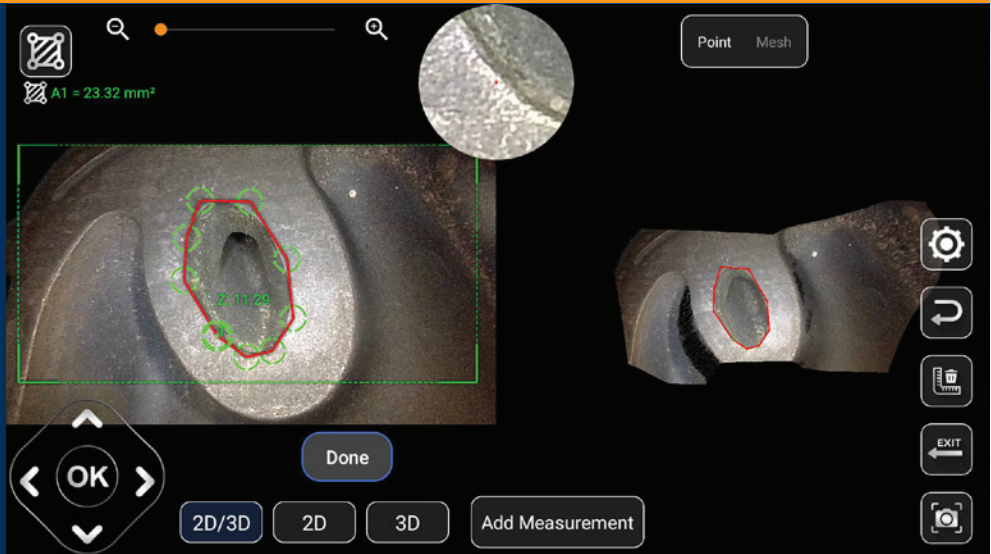 Point Mesh
A1 = 23.32 mm²
Z: 11.29
EXIT
OK
Done
2D/3D
2D
3D
Add Measurement